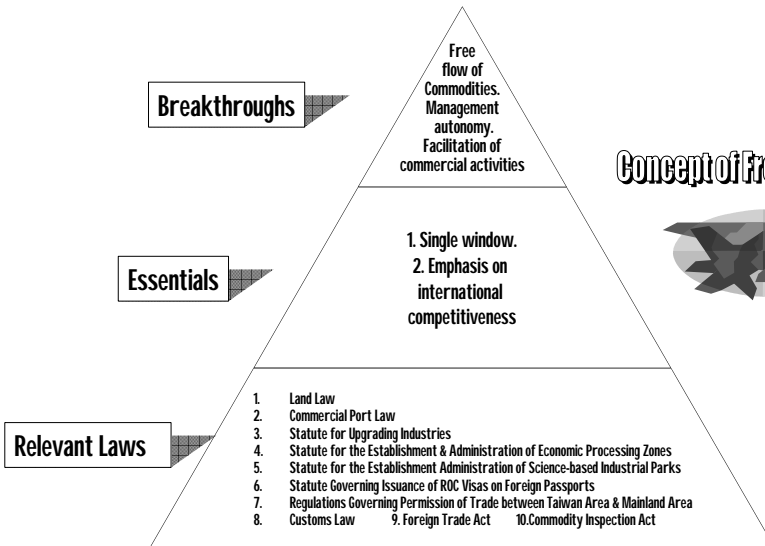 Free
flow of
Commodities.
Management
autonomy.
Facilitation of
commercial activities
Breakthroughs
Concept of
1. Single window.
2. Emphasis on
international
competitiveness
Essentials
Relevant Laws
1. Land Law
2. Commercial Port Law
3. Statute for Upgrading Industries
4. Statute for the Establishment & Administration of Economic Processing Zones
5. Statute for the Establishment Administration of Science-based Industrial Parks
6. Statute Governing Issuance of ROC Visas on Foreign Passports
7. Regulations Governing Permission of Trade between Taiwan Area & Mainland Area
8. Customs Law 9. Foreign Trade Act 10.Commodity Inspection Act